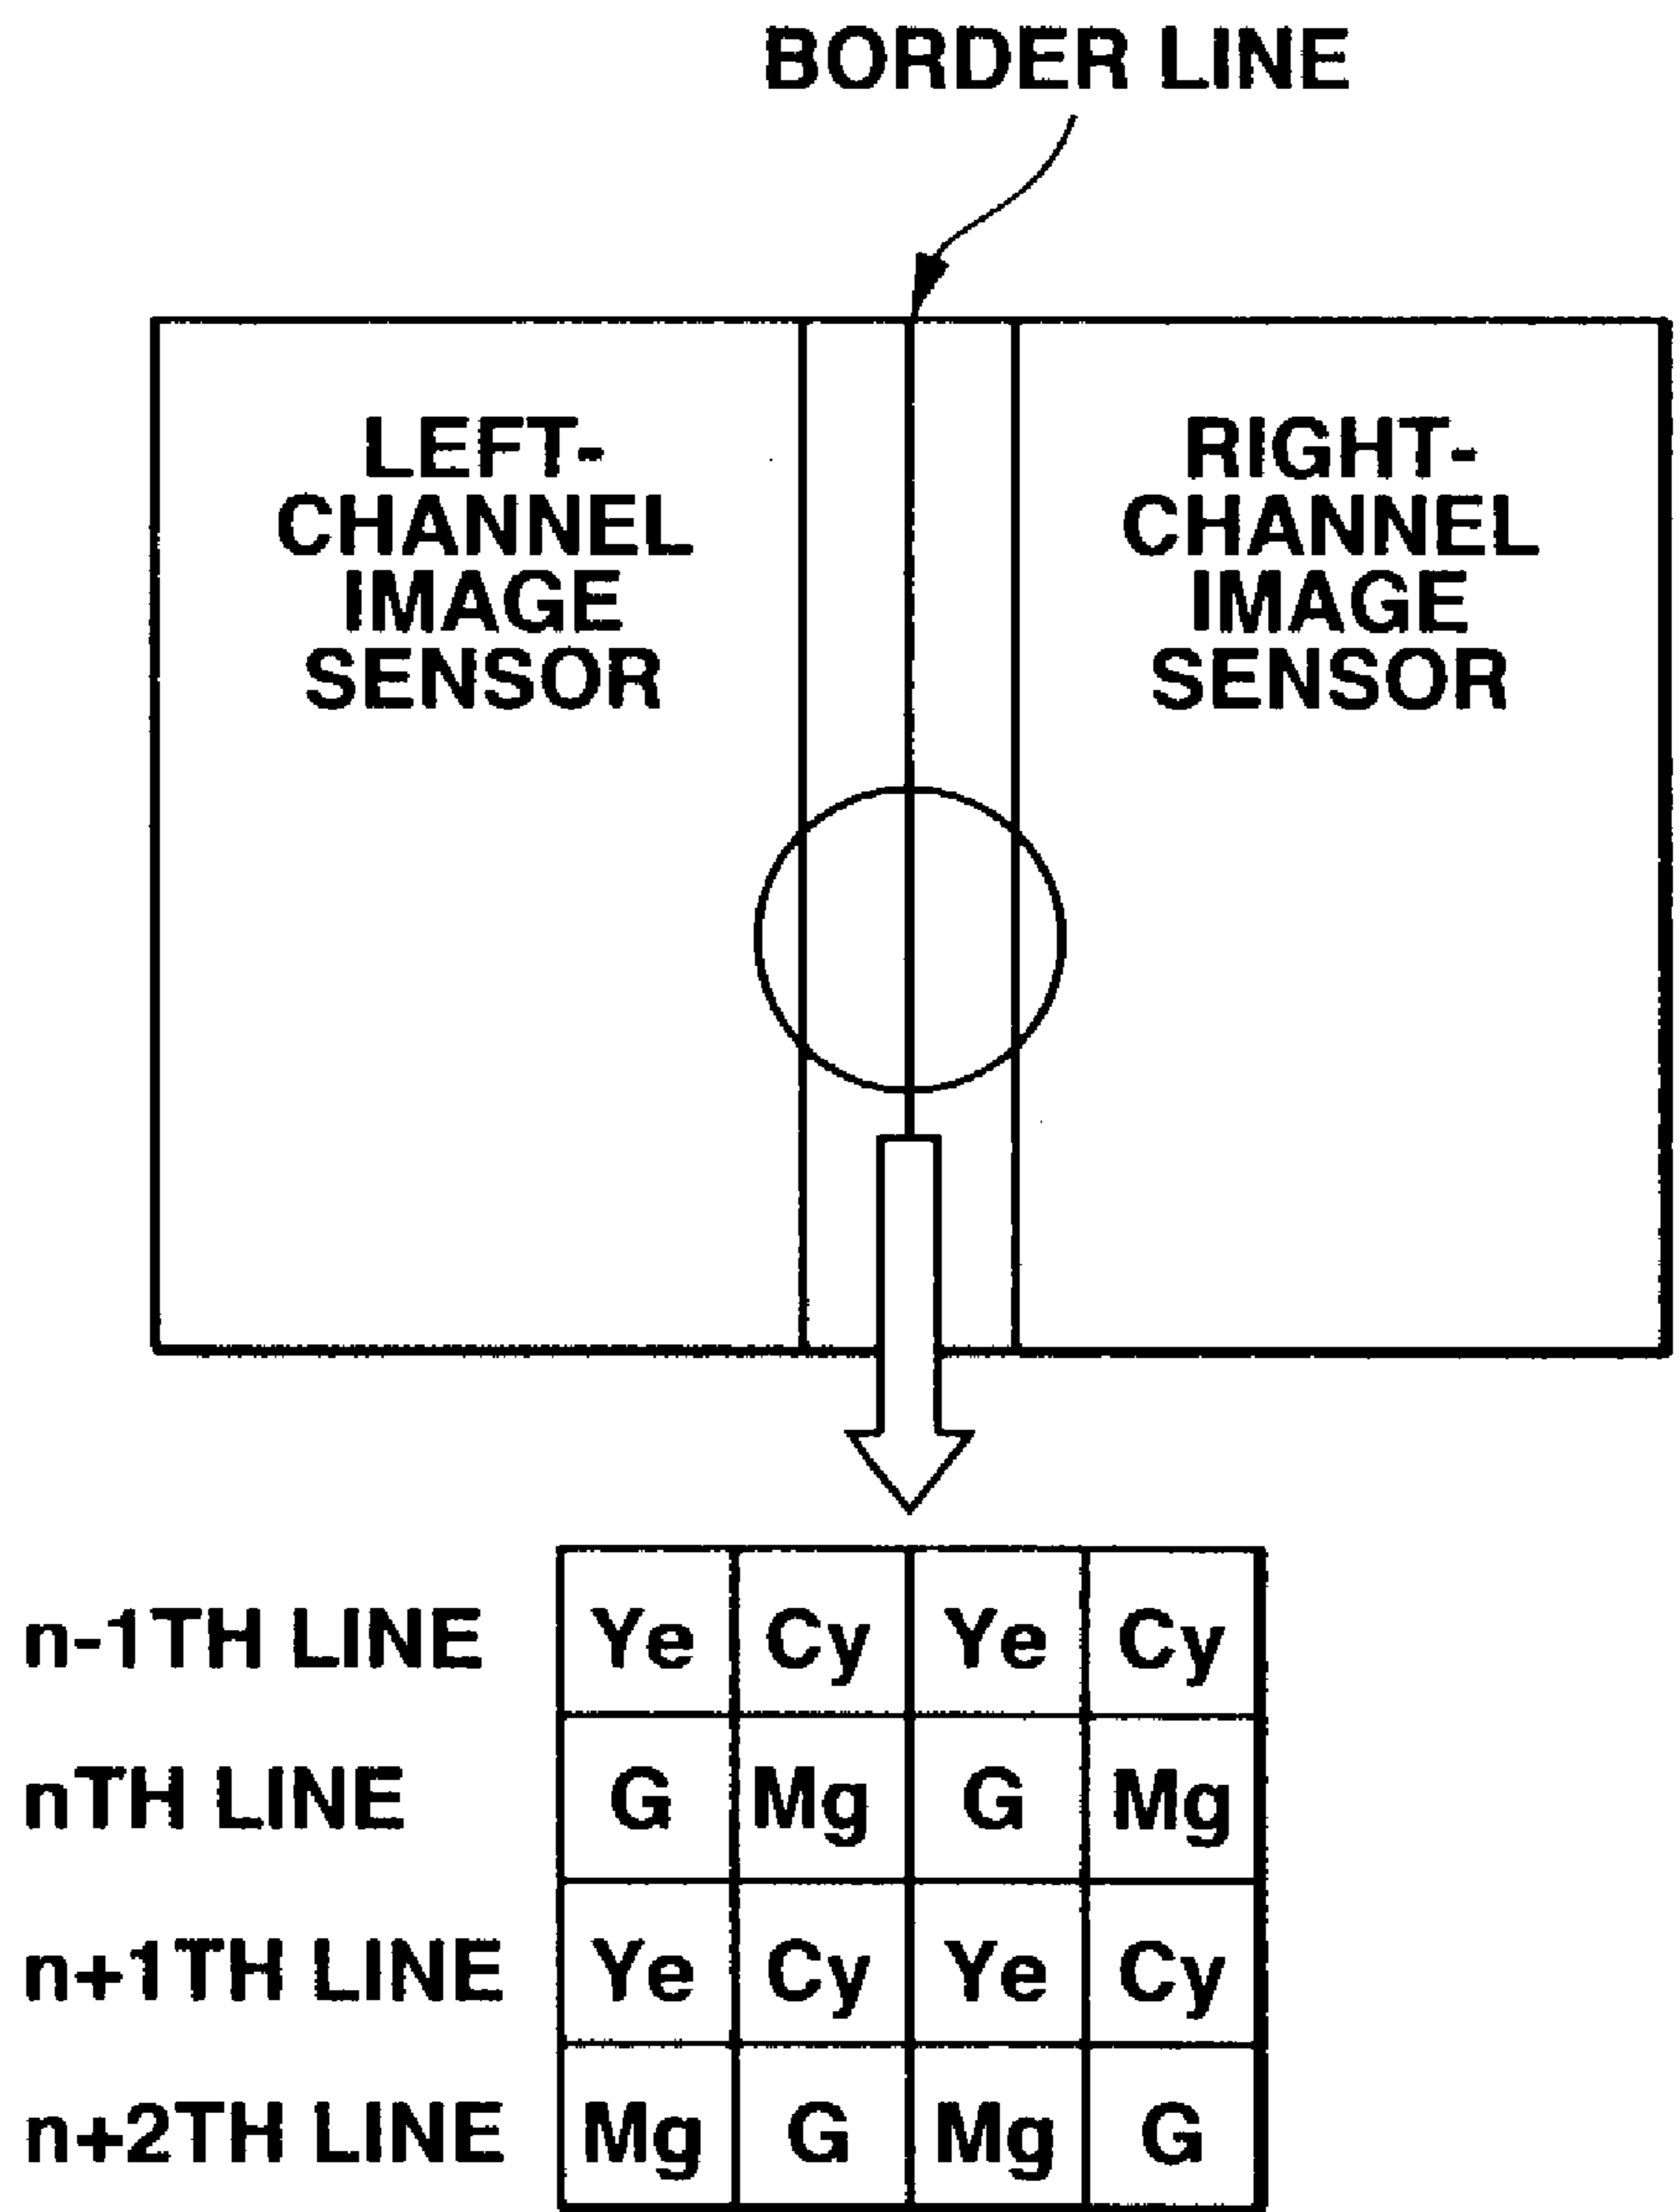 BORDER LINE
LEFT-
CHANNEL
IMAGE
SENSOR
RIGHT-
CHANNEL
IMAGE
SENSOR
n-1TH LINE Ye Cy Ye Cy
nTH LINE G Mg G Mg
n+1TH LINE Ye Cy Ye Cy
n+2TH LINE Mg G Mg G